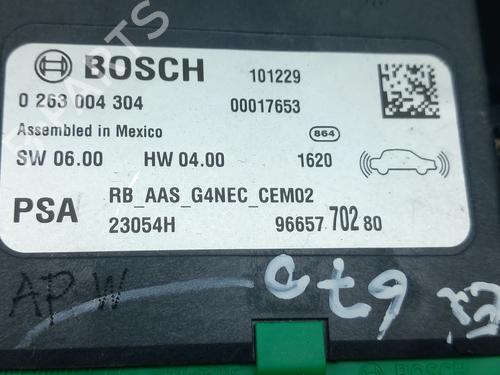 BOSCH 101229
0 263 004 304 00017653
Assembled in Mexico 864
SW 06.00 HW 04.00 1620
PSA RB_AAS_G4NEC_CEM02
23054H 96657 702 80
AP W